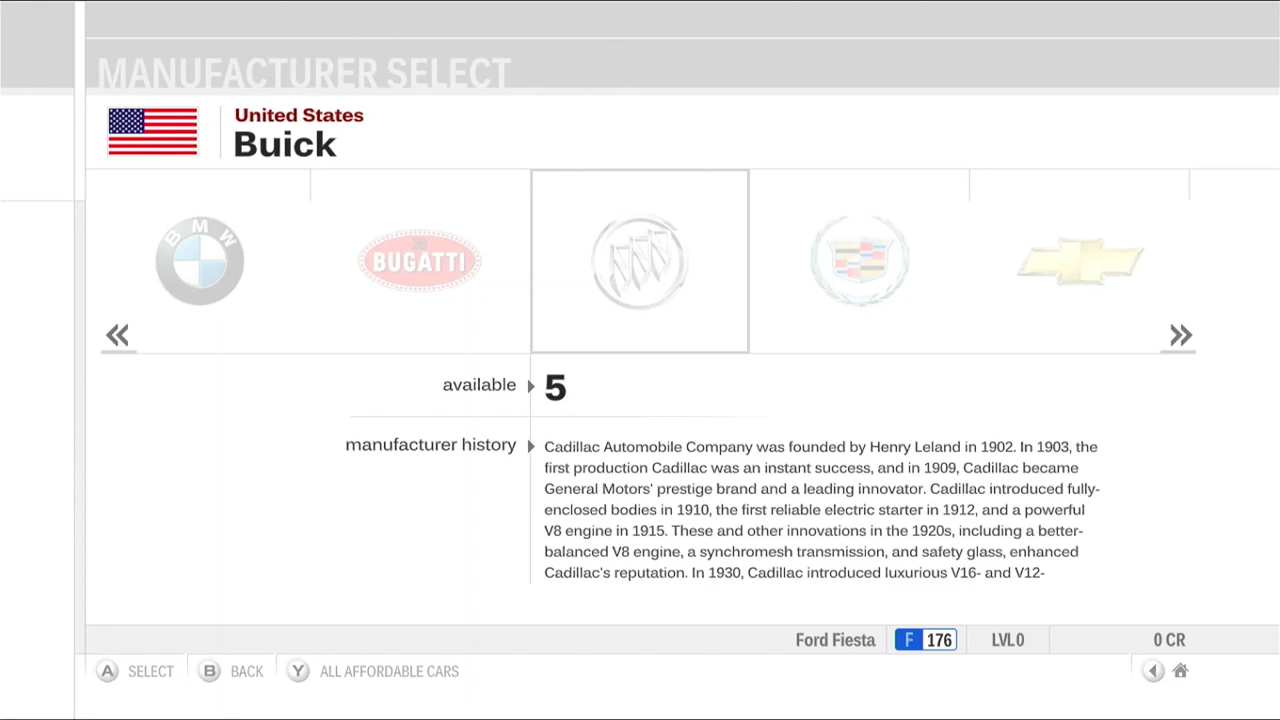 MANUFACTURER SELECT
United States
Buick
BMW
BUGATTI
available
5
manufacturer history
Cadillac Automobile Company was founded by Henry Leland in 1902. In 1903, the
first production Cadillac was an instant success, and in 1909, Cadillac became
General Motors' prestige brand and a leading innovator. Cadillac introduced fully-
enclosed bodies in 1910, the first reliable electric starter in 1912, and a powerful
V8 engine in 1915. These and other innovations in the 1920s, including a better-
balanced V8 engine, a synchromesh transmission, and safety glass, enhanced
Cadillac's reputation. In 1930, Cadillac introduced luxurious V16- and V12-
Ford Fiesta F 176 LVL0 0 CR
A SELECT B BACK Y ALL AFFORDABLE CARS